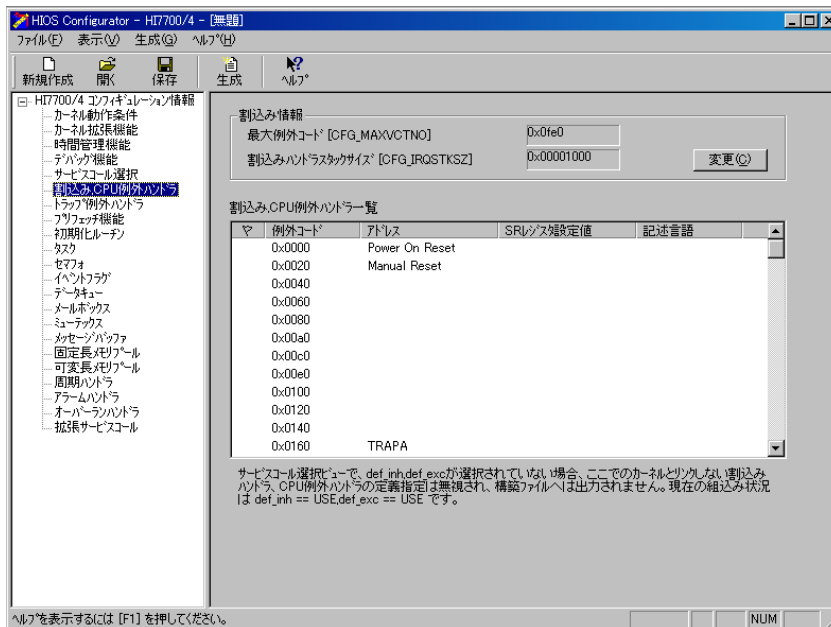 HIOS Configurator - HI7700/4 - [無題]
ファイル(F) 表示(V) 生成(G) ヘルプ(H)
新規作成 開く 保存 生成 ヘルプ
HI7700/4 コンフィギュレーション情報
カーネル動作条件
カーネル拡張機能
時間管理機能
デバッグ機能
サービスコール選択
割込み,CPU例外ハンドラ
トラップ例外ハンドラ
プリフェッチ機能
初期化ルーチン
タスク
セマフォ
イベントフラグ
データキュー
メールボックス
ミューテックス
メッセージバッファ
固定長メモリプール
可変長メモリプール
周期ハンドラ
アラームハンドラ
オーバーランハンドラ
拡張サービスコール
割込み情報
最大例外コード [CFG_MAXVCTNO] 0x0fe0
割込みハンドラスタックサイズ [CFG_IRQSTKSZ] 0x00001000 変更(C)
割込み,CPU例外ハンドラ一覧
例外コード アドレス SRレジスタ設定値 記述言語
0x0000 Power On Reset
0x0020 Manual Reset
0x0040
0x0060
0x0080
0x00a0
0x00c0
0x00e0
0x0100
0x0120
0x0140
0x0160 TRAPA
サービスコール選択ビューで、def_inh,def_excが選択されていない場合、ここでのカーネルとリンクしない割込み
ハンドラ、CPU例外ハンドラの定義指定は無視され、構築ファイルへは出力されません。現在の組込み状況
は def_inh == USE,def_exc == USE です。
ヘルプを表示するには [F1] を押してください。 NUM